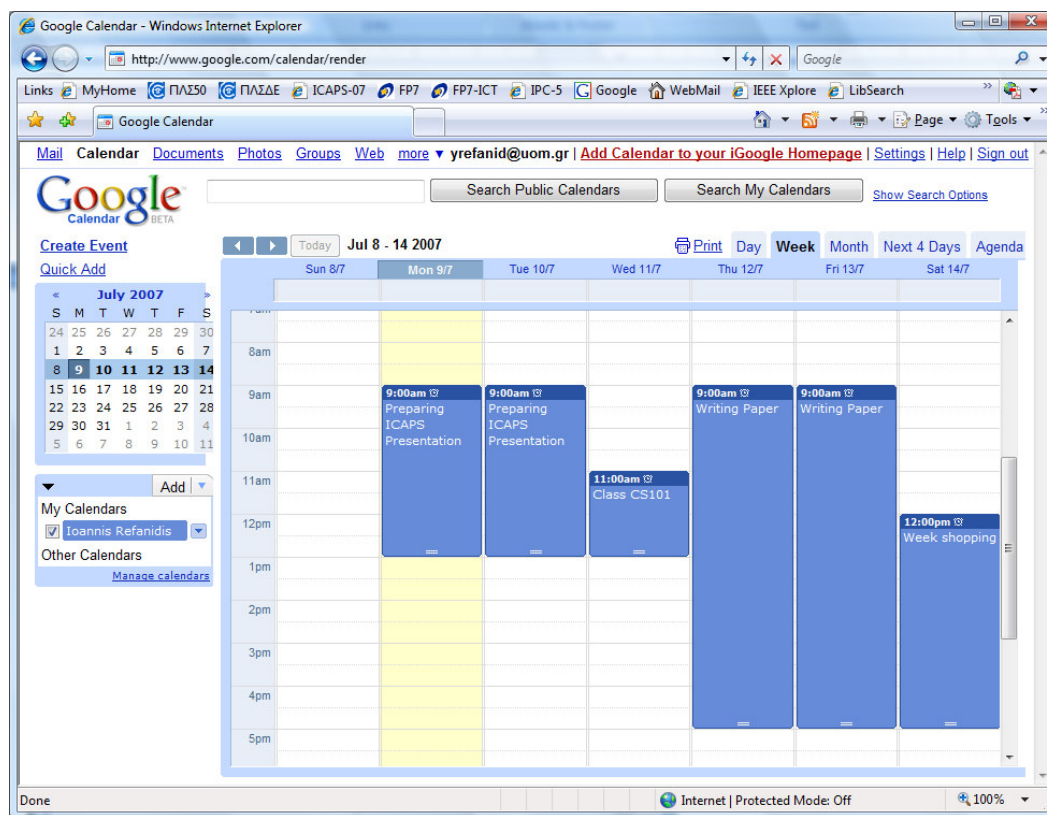 Google Calendar - Windows Internet Explorer
http://www.google.com/calendar/render
Google
Links MyHome ΠΛΣ50 ΠΛΣΔΕ ICAPS-07 FP7 FP7-ICT IPC-5 Google WebMail IEEE Xplore LibSearch »
Google Calendar Page Tools »
Mail Calendar Documents Photos Groups Web more ▼ yrefanid@uom.gr | Add Calendar to your iGoogle Homepage | Settings | Help | Sign out
Google
Calendar BETA
Search Public Calendars Search My Calendars Show Search Options
Create Event
Quick Add
Today Jul 8 - 14 2007 Print Day Week Month Next 4 Days Agenda
Sun 8/7 Mon 9/7 Tue 10/7 Wed 11/7 Thu 12/7 Fri 13/7 Sat 14/7
« July 2007 »
S M T W T F S
24 25 26 27 28 29 30
1 2 3 4 5 6 7
8 9 10 11 12 13 14
15 16 17 18 19 20 21
22 23 24 25 26 27 28
29 30 31 1 2 3 4
5 6 7 8 9 10 11
Add
My Calendars
Ioannis Refanidis
Other Calendars
Manage calendars
8am
9am
10am
11am
12pm
1pm
2pm
3pm
4pm
5pm
9:00am
Preparing
ICAPS
Presentation
9:00am
Preparing
ICAPS
Presentation
11:00am
Class CS101
9:00am
Writing Paper
9:00am
Writing Paper
12:00pm
Week shopping
Done Internet | Protected Mode: Off 100%